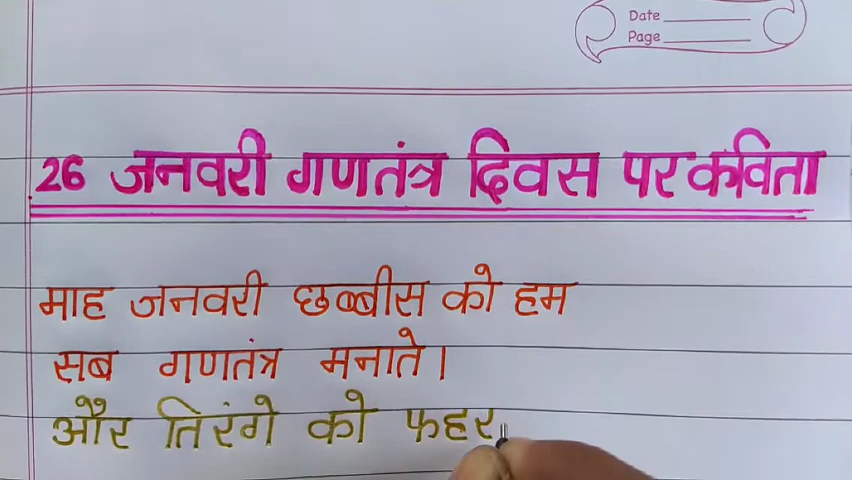 Date
Page
26 जनवरी गणतंत्र दिवस पर कविता
माह जनवरी छब्बीस को हम
सब गणतंत्र मनाते।
और तिरंगे को फहर